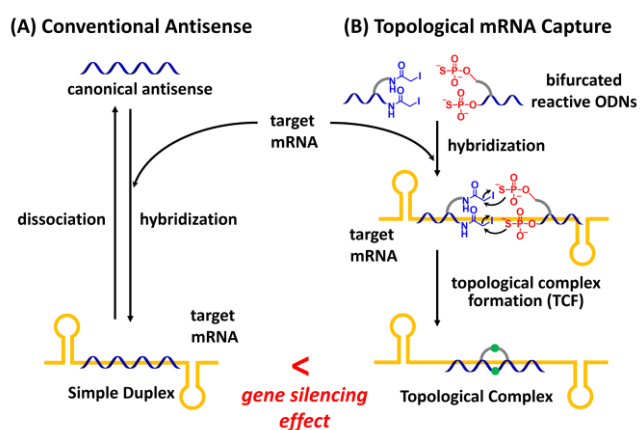 (A) Conventional Antisense
(B) Topological mRNA Capture
canonical antisense
bifurcated
reactive ODNs
target
mRNA
dissociation
hybridization
hybridization
target
mRNA
topological complex
formation (TCF)
target
mRNA
Simple Duplex
<
gene silencing
effect
Topological Complex
O
I
N
H
O
I
N
H
⁻S-P-O
O
O⁻
⁻S-P-O
O
O⁻
O
I
N
H
O
I
N
H
⁻S-P-O
O
O⁻
⁻S-P-O
O
O⁻